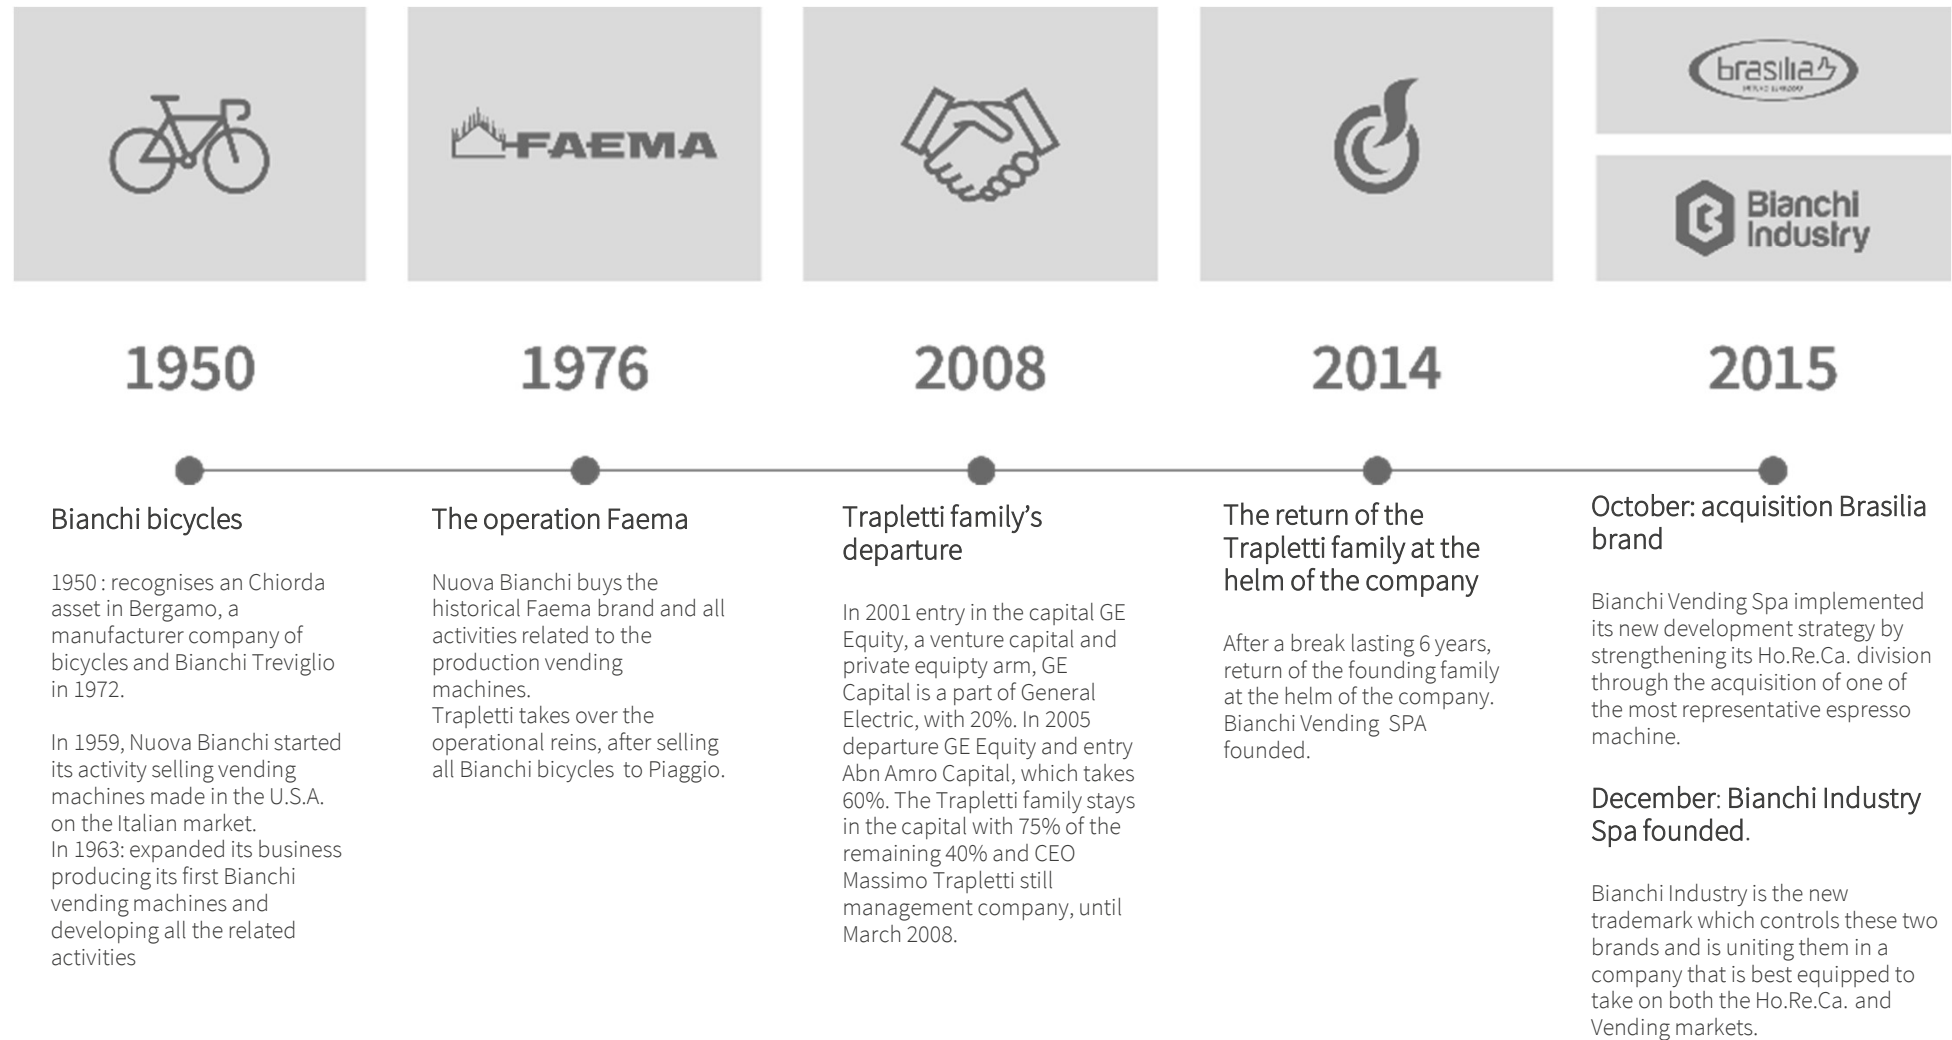 brasilia
FAEMA
Bianchi
Industry
1950
1976
2008
2014
2015
Bianchi bicycles
1950 : recognises an Chiorda
asset in Bergamo, a
manufacturer company of
bicycles and Bianchi Treviglio
in 1972.
In 1959, Nuova Bianchi started
its activity selling vending
machines made in the U.S.A.
on the Italian market.
In 1963: expanded its business
producing its first Bianchi
vending machines and
developing all the related
activities
The operation Faema
Nuova Bianchi buys the
historical Faema brand and all
activities related to the
production vending
machines.
Trapletti takes over the
operational reins, after selling
all Bianchi bicycles to Piaggio.
Trapletti family’s
departure
In 2001 entry in the capital GE
Equity, a venture capital and
private equipty arm, GE
Capital is a part of General
Electric, with 20%. In 2005
departure GE Equity and entry
Abn Amro Capital, which takes
60%. The Trapletti family stays
in the capital with 75% of the
remaining 40% and CEO
Massimo Trapletti still
management company, until
March 2008.
The return of the
Trapletti family at the
helm of the company
After a break lasting 6 years,
return of the founding family
at the helm of the company.
Bianchi Vending SPA
founded.
October: acquisition Brasilia
brand
Bianchi Vending Spa implemented
its new development strategy by
strengthening its Ho.Re.Ca. division
through the acquisition of one of
the most representative espresso
machine.
December: Bianchi Industry
Spa founded.
Bianchi Industry is the new
trademark which controls these two
brands and is uniting them in a
company that is best equipped to
take on both the Ho.Re.Ca. and
Vending markets.